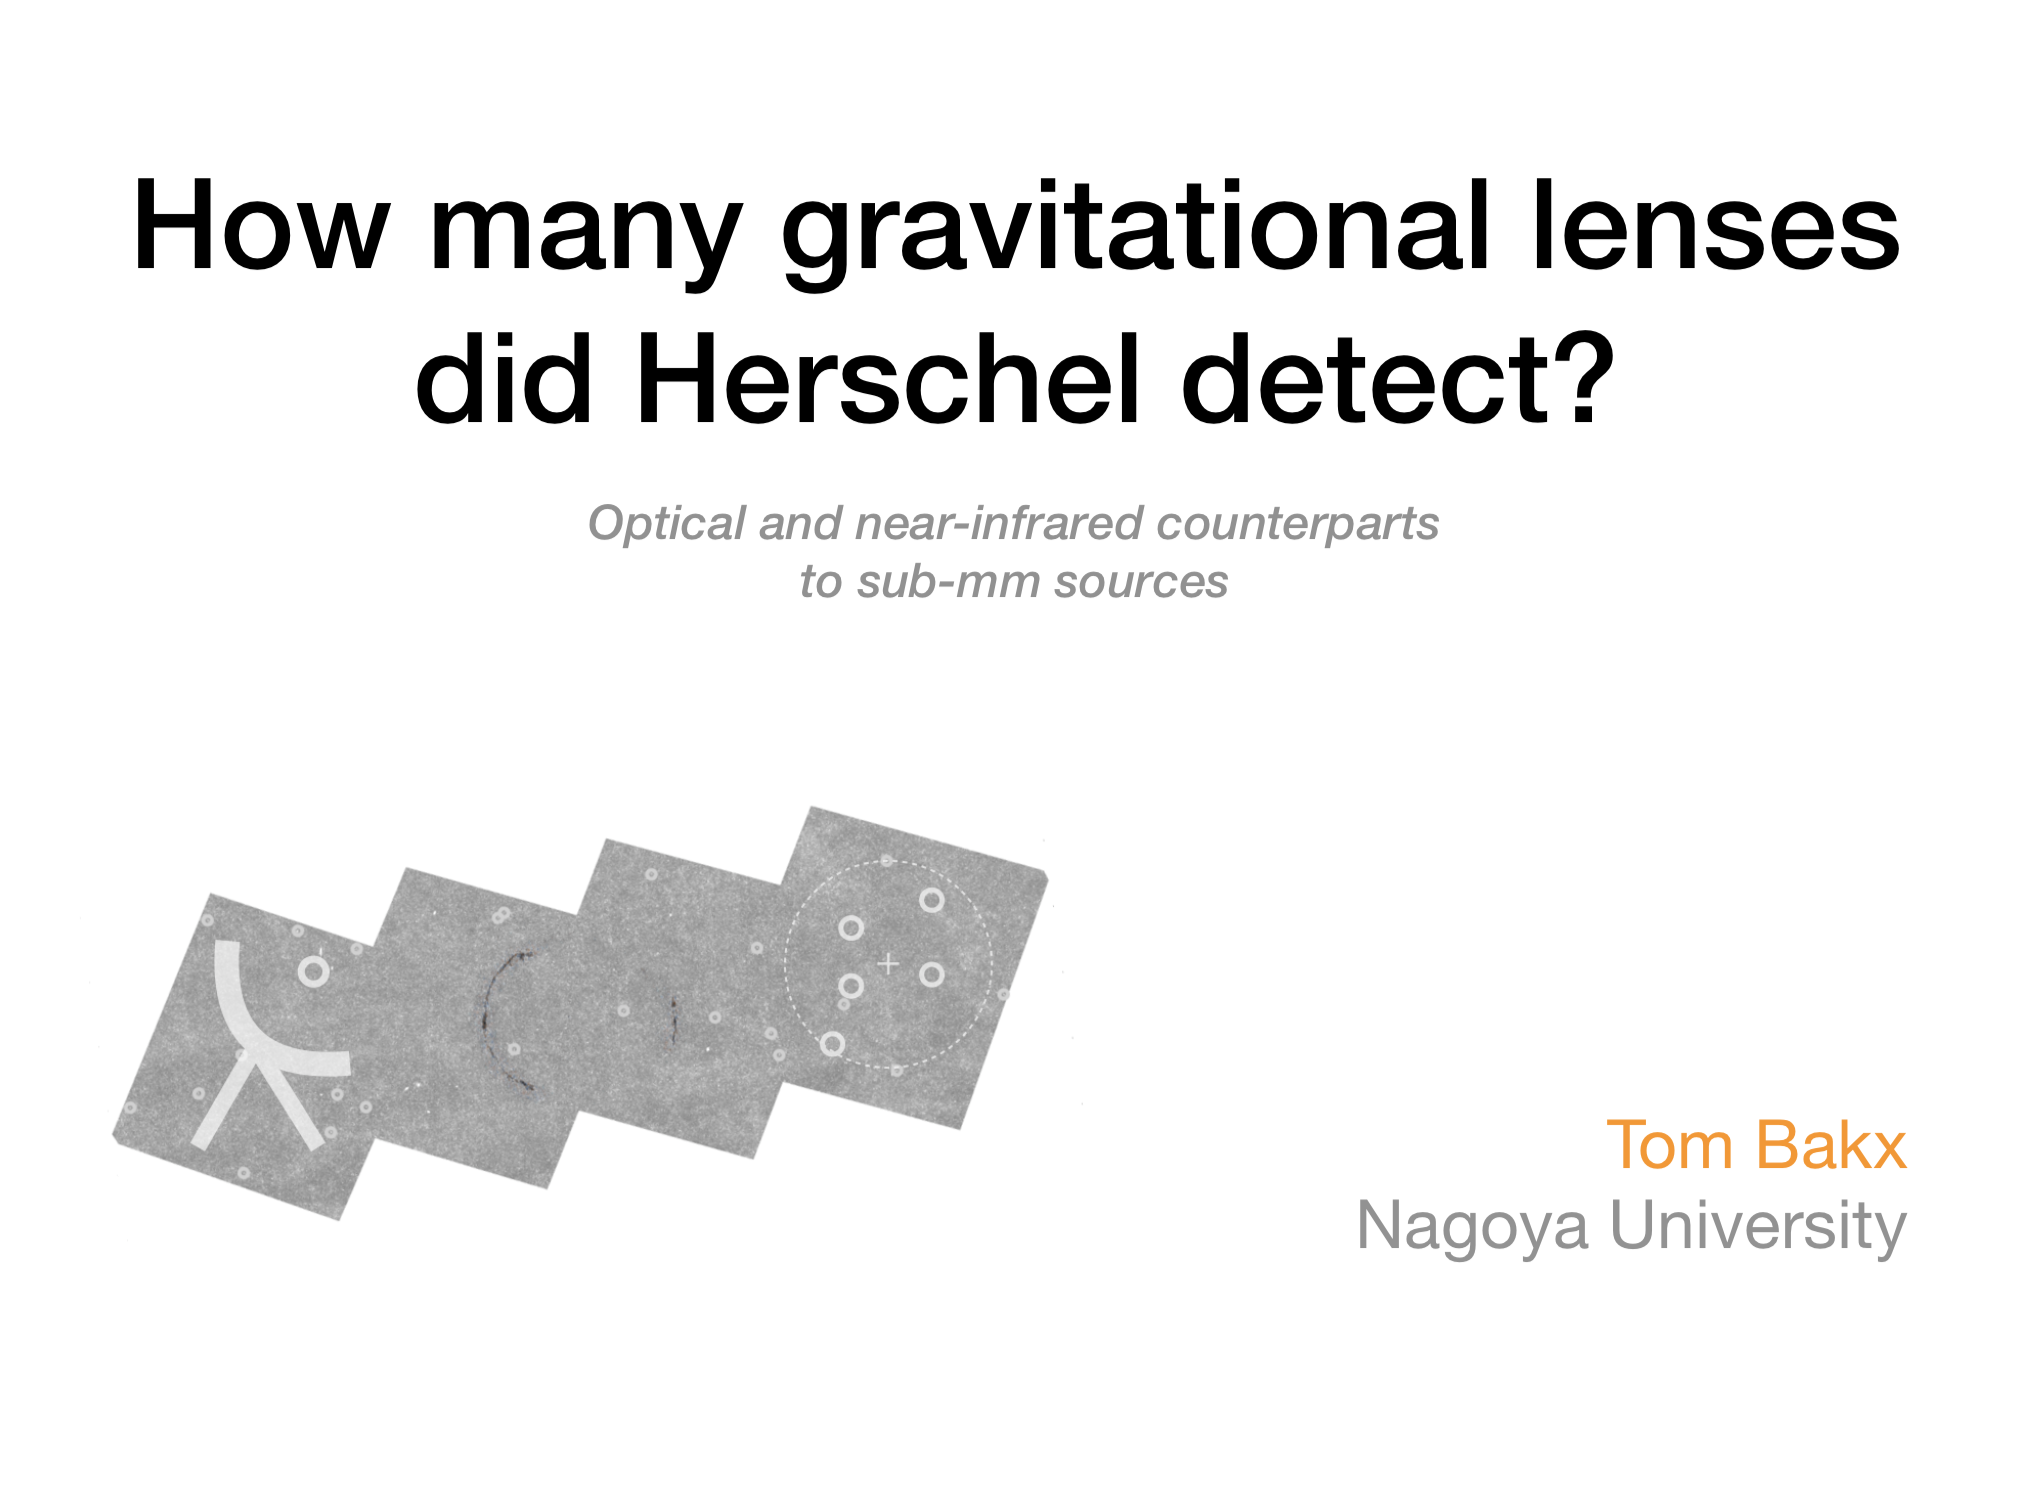 How many gravitational lenses
did Herschel detect?
Optical and near-infrared counterparts
to sub-mm sources
Tom Bakx
Nagoya University